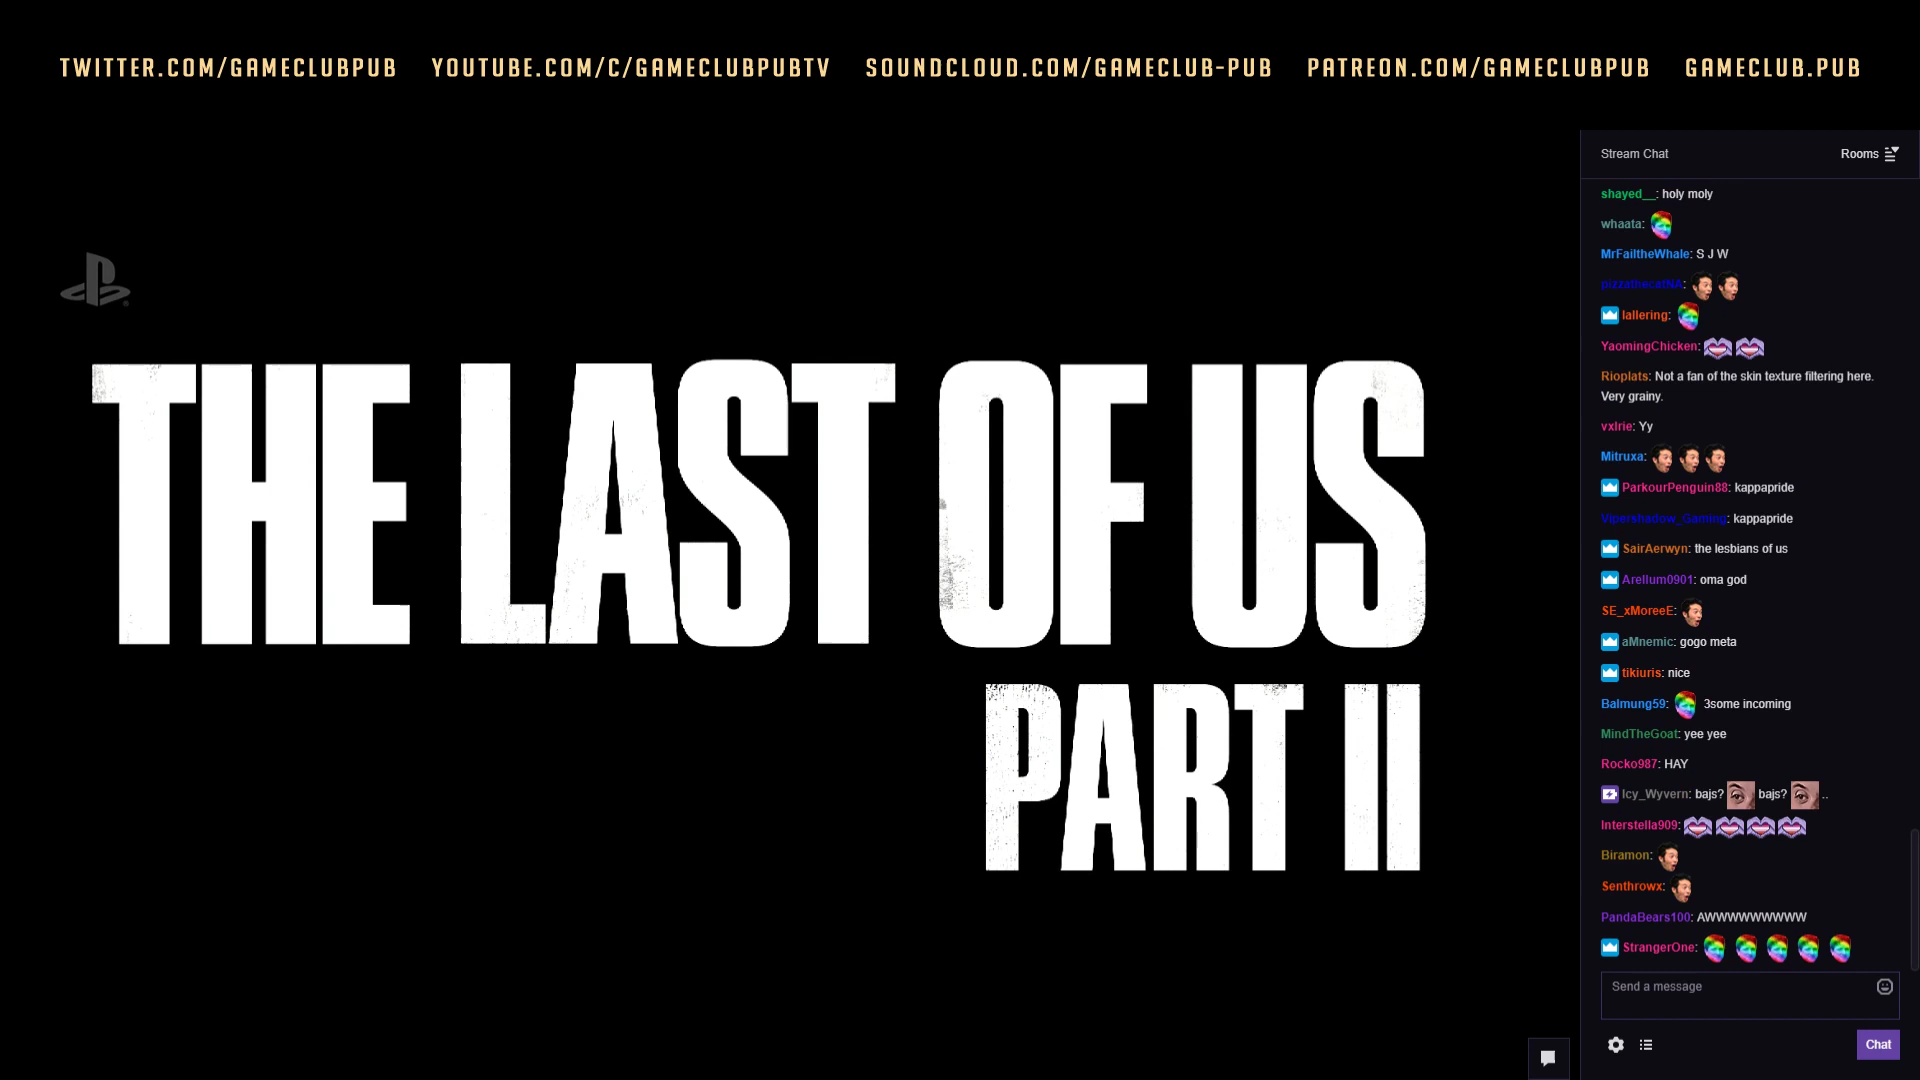 TWITTER.COM/GAMECLUBPUB YOUTUBE.COM/C/GAMECLUBPUBTV SOUNDCLOUD.COM/GAMECLUB-PUB PATREON.COM/GAMECLUBPUB GAMECLUB.PUB
THE LAST OF US
PART II
Stream Chat Rooms
shayed__: holy moly
whaata:
MrFailtheWhale: S J W
pizzathecatNA:
lallering:
YaomingChicken:
Rioplats: Not a fan of the skin texture filtering here.
Very grainy.
vxlrie: Yy
Mitruxa:
ParkourPenguin88: kappapride
Vipershadow_Gaming: kappapride
SairAerwyn: the lesbians of us
Arellum0901: oma god
SE_xMoreeE:
aMnemic: gogo meta
tikiuris: nice
Balmung59: 3some incoming
MindTheGoat: yee yee
Rocko987: HAY
Icy_Wyvern: bajs? bajs? ..
Interstella909:
Biramon:
Senthrowx:
PandaBears100: AWWWWWWWWW
StrangerOne:
Send a message
Chat